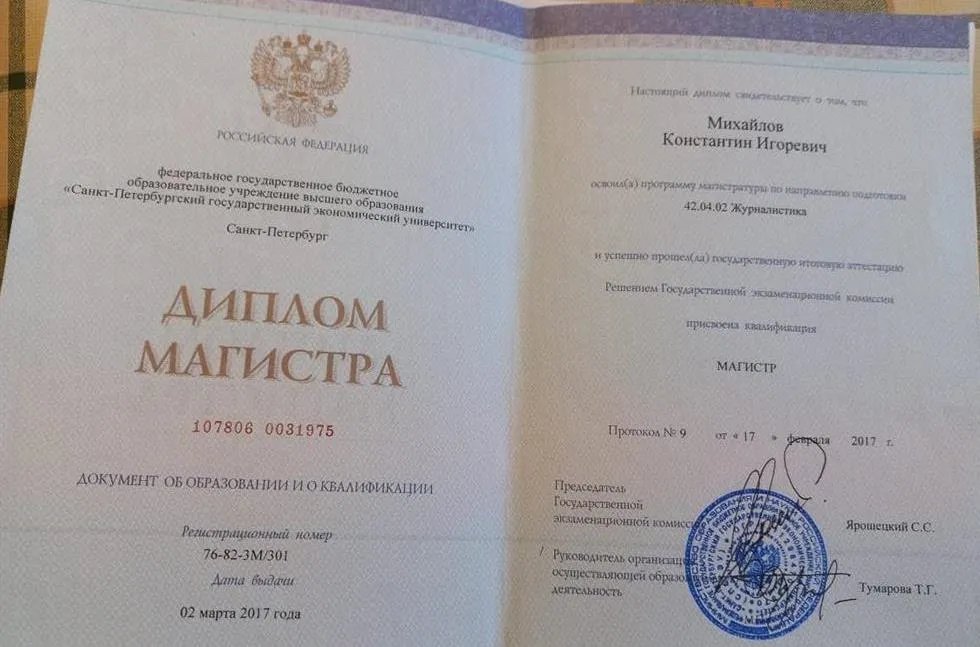 РОССИЙСКАЯ ФЕДЕРАЦИЯ
федеральное государственное бюджетное
образовательное учреждение высшего образования
«Санкт-Петербургский государственный экономический университет»
Санкт-Петербург
ДИПЛОМ
МАГИСТРА
107806 0031975
ДОКУМЕНТ ОБ ОБРАЗОВАНИИ И О КВАЛИФИКАЦИИ
Регистрационный номер
76-82-ЗМ/301
Дата выдачи
02 марта 2017 года
Настоящий диплом свидетельствует о том, что
Михайлов
Константин Игоревич
освоил(а) программу магистратуры по направлению подготовки
42.04.02 Журналистика
и успешно прошел(ла) государственную итоговую аттестацию
Решением Государственной экзаменационной комиссии
присвоена квалификация
МАГИСТР
Протокол № 9 от « 17 » февраля 2017 г.
Председатель
Государственной
экзаменационной комисс
Ярошецкий С.С.
Руководитель организац
осуществляющей образо
деятельность
Тумарова Т.Г.